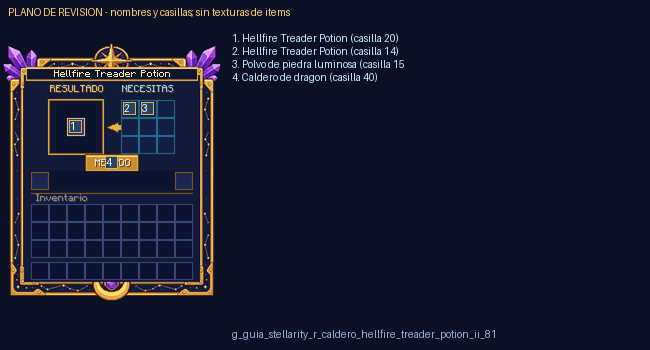 PLANO DE REVISION - nombres y casillas; sin texturas de items
1. Hellfire Treader Potion (casilla 20)
2. Hellfire Treader Potion (casilla 14)
3. Polvo de piedra luminosa (casilla 15
4. Caldero de dragon (casilla 40)
Hellfire Treader Potion
RESULTADO NECESITAS
2 3
1
ME4 DO
Inventario
g_guia_stellarity_r_caldero_hellfire_treader_potion_ii_81